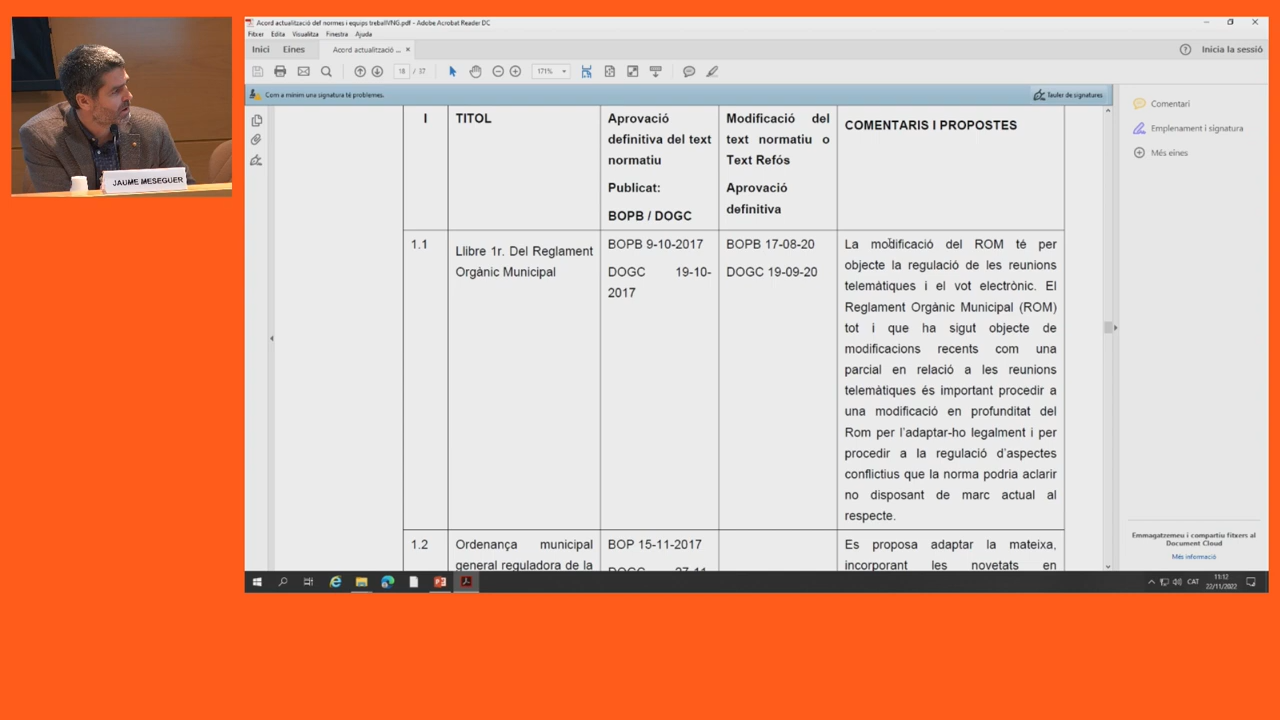 JAUME MESEGUER
Acord actualització del normes i equips treballVNG.pdf - Adobe Acrobat Reader DC
Fitxer Edita Visualitza Finestra Ajuda
Inici Eines Acord actualització ... × Inicia la sessió
18 / 37 171%
Com a mínim una signatura té problemes. Tauler de signatures
I TITOL Aprovació definitiva del text normatiu Publicat: BOPB / DOGC Modificació del text normatiu o Text Refós Aprovació definitiva COMENTARIS I PROPOSTES
1.1
Llibre 1r. Del Reglament
Orgànic Municipal
BOPB 9-10-2017
DOGC 19-10-
2017
BOPB 17-08-20
DOGC 19-09-20
La modificació del ROM té per
objecte la regulació de les reunions
telemàtiques i el vot electrònic. El
Reglament Orgànic Municipal (ROM)
tot i que ha sigut objecte de
modificacions recents com una
parcial en relació a les reunions
telemàtiques és important procedir a
una modificació en profunditat del
Rom per l'adaptar-ho legalment i per
procedir a la regulació d'aspectes
conflictius que la norma podria aclarir
no disposant de marc actual al
respecte.
1.2
Ordenança municipal
general reguladora de la
BOP 15-11-2017
Es proposa adaptar la mateixa,
incorporant les novetats en
Comentari
Emplenament i signatura
Més eines
Emmagatzemeu i compartiu fitxers al
Document Cloud
Més informació
CAT 11:12
22/11/2022